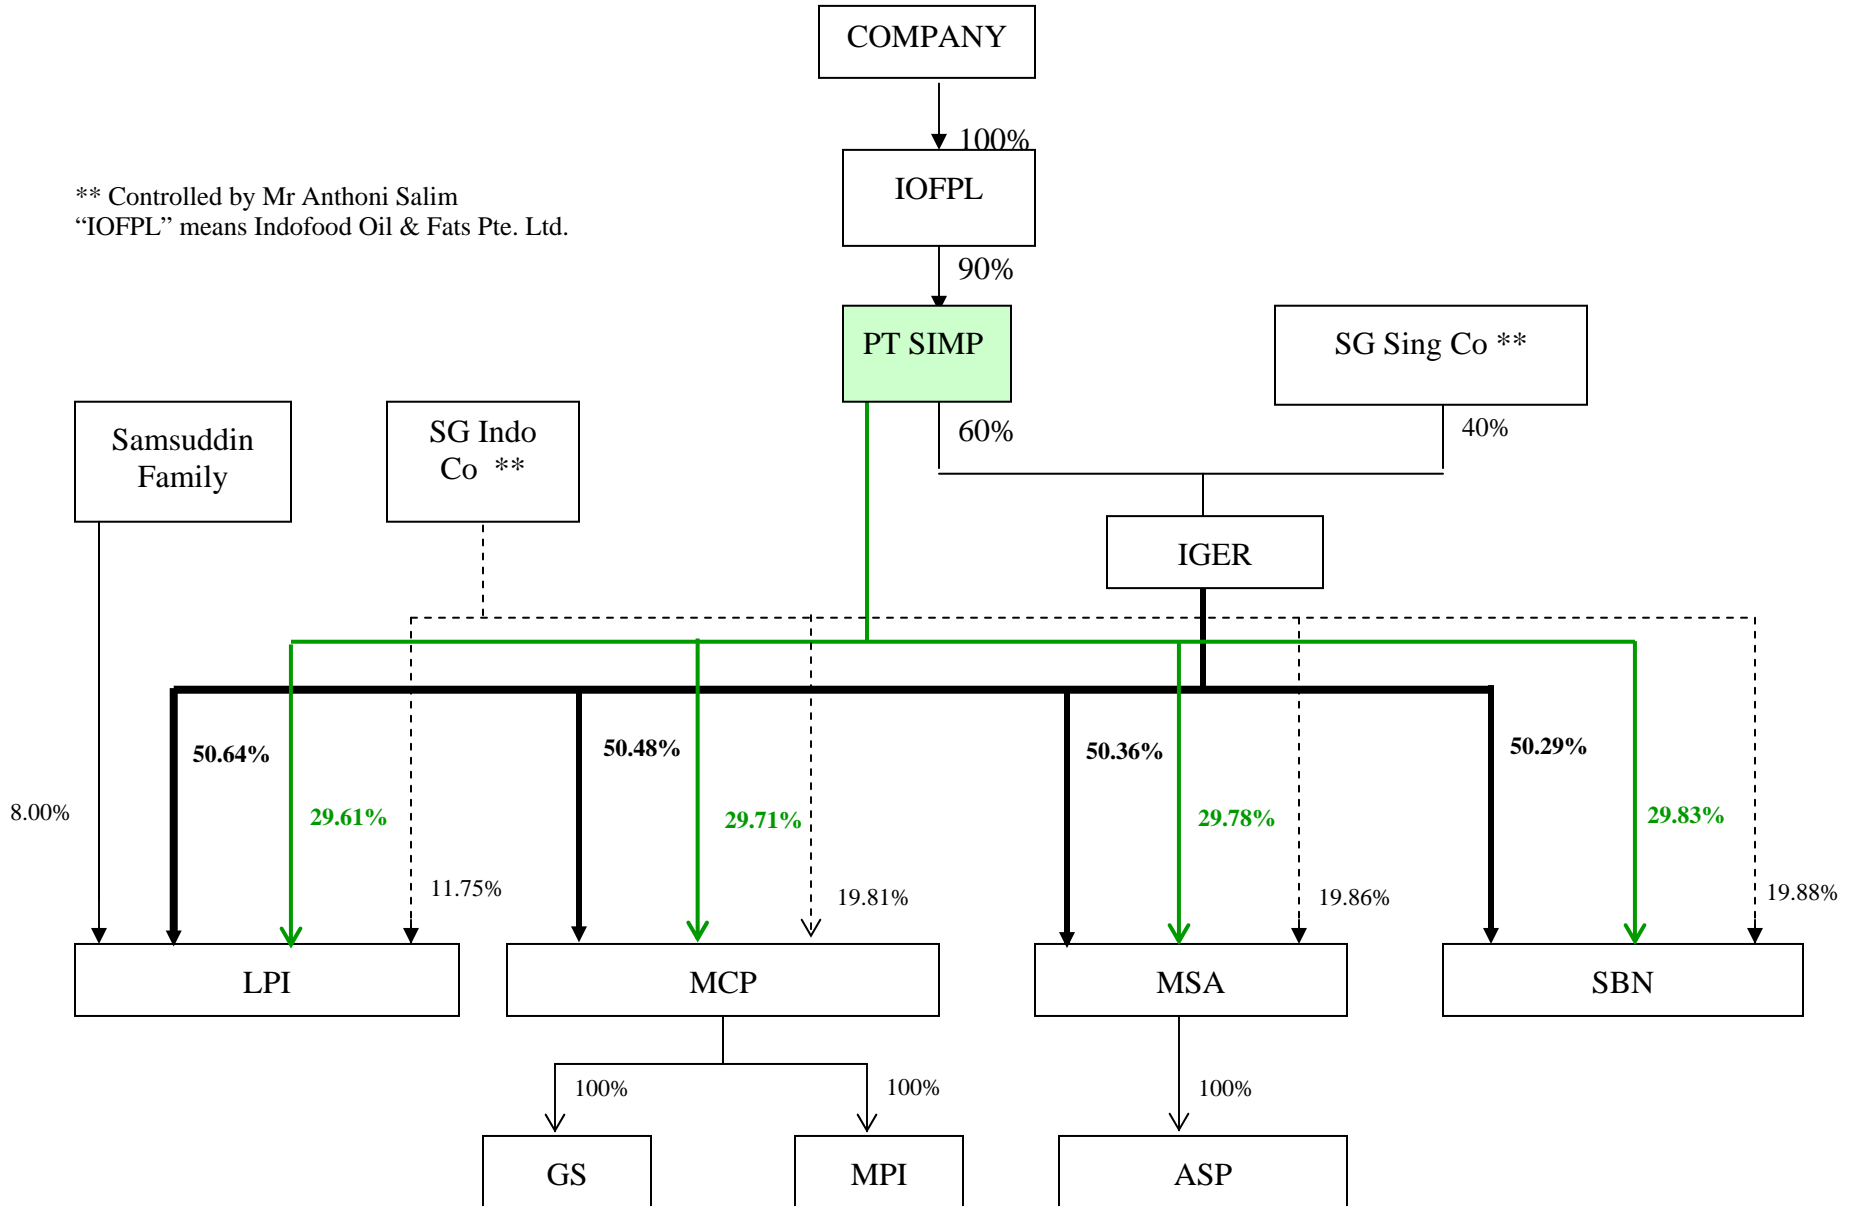 COMPANY
100%
IOFPL
** Controlled by Mr Anthoni Salim
“IOFPL” means Indofood Oil & Fats Pte. Ltd.
90%
PT SIMP
SG Sing Co **
Samsuddin
Family
SG Indo
Co **
60%
40%
IGER
50.64%
50.48%
50.36%
50.29%
8.00%
29.61%
29.71%
29.78%
29.83%
11.75%
19.81%
19.86%
19.88%
LPI
MCP
MSA
SBN
100%
100%
100%
GS
MPI
ASP